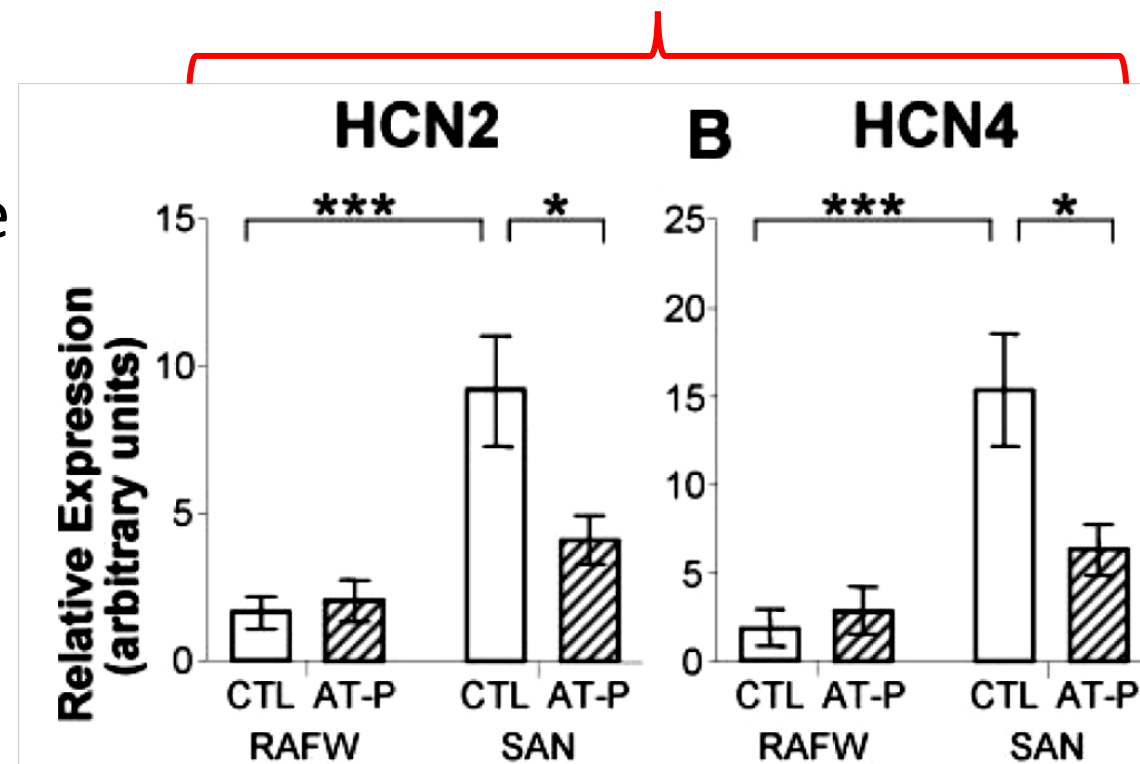 HCN2
B HCN4
e
*** *
*** *
Relative Expression
(arbitrary units)
15
10
5
0
25
20
15
10
5
0
CTL AT-P CTL AT-P
RAFW SAN
CTL AT-P CTL AT-P
RAFW SAN